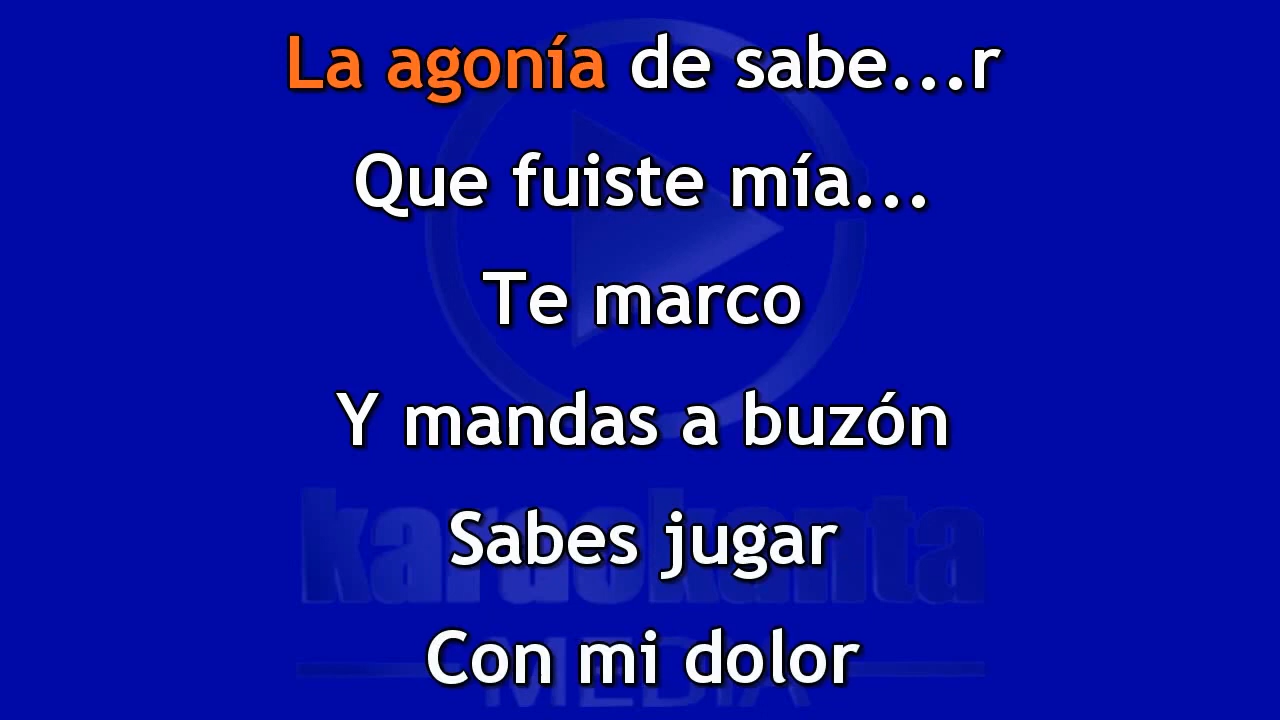 La agonía de sabe...r
Que fuiste mía...
Te marco
Y mandas a buzón
Sabes jugar
karaokanta
Con mi dolor
MEDIA